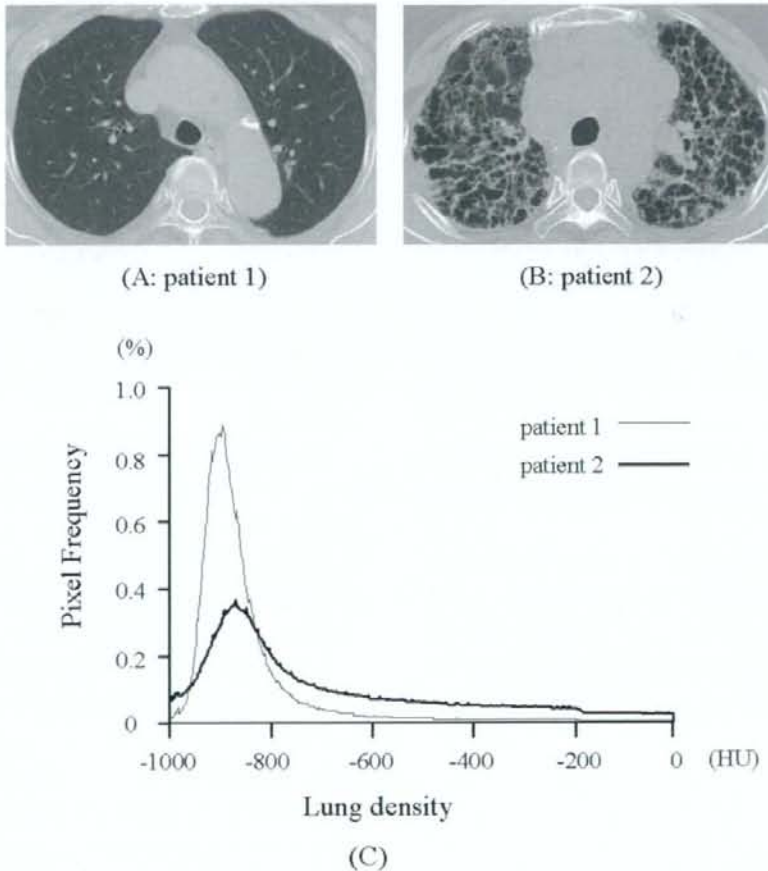 (A: patient 1)
(B: patient 2)
(%)
1.0
0.8
0.6
0.4
0.2
0
Pixel Frequency
patient 1
patient 2
-1000
-800
-600
-400
-200
0
(HU)
Lung density
(C)